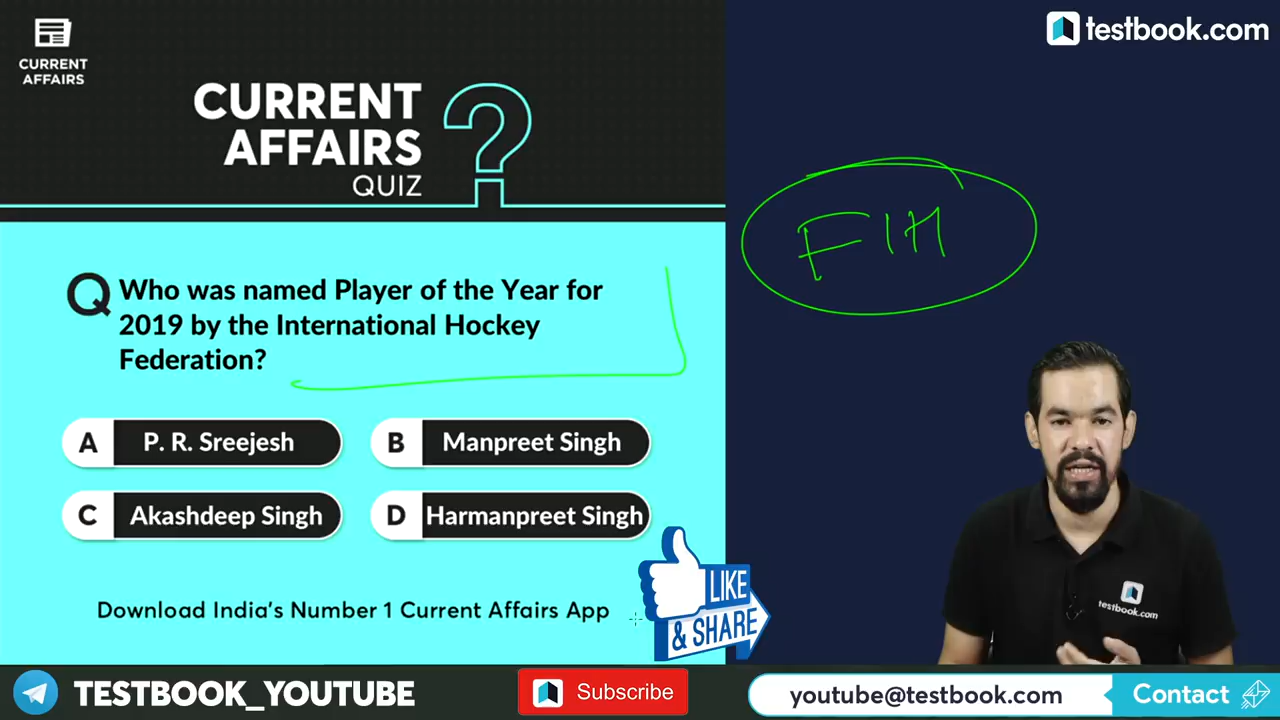 CURRENT
AFFAIRS
testbook.com
CURRENT
AFFAIRS
QUIZ
?
FIH
Q Who was named Player of the Year for
2019 by the International Hockey
Federation?
A P. R. Sreejesh
B Manpreet Singh
C Akashdeep Singh
D Harmanpreet Singh
LIKE
& SHARE
Download India's Number 1 Current Affairs App
testbook.com
TESTBOOK_YOUTUBE
Subscribe
youtube@testbook.com
Contact